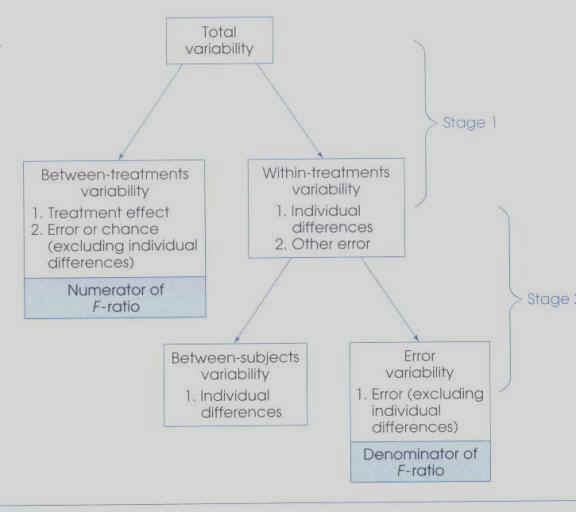 Total
variability
Stage 1
Between-treatments
variability
1. Treatment effect
2. Error or chance
(excluding individual
differences)
Numerator of
F-ratio
Within-treatments
variability
1. Individual
differences
2. Other error
Stage 2
Between-subjects
variability
1. Individual
differences
Error
variability
1. Error (excluding
individual
differences)
Denominator of
F-ratio